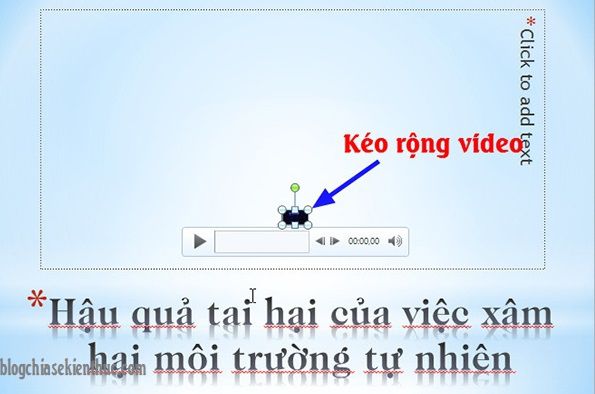 *Click to add text
Kéo rộng video
00:00.00
*Hậu quả tai hại của việc xâm
hại môi trường tự nhiên
blogchiasekienthuc.com